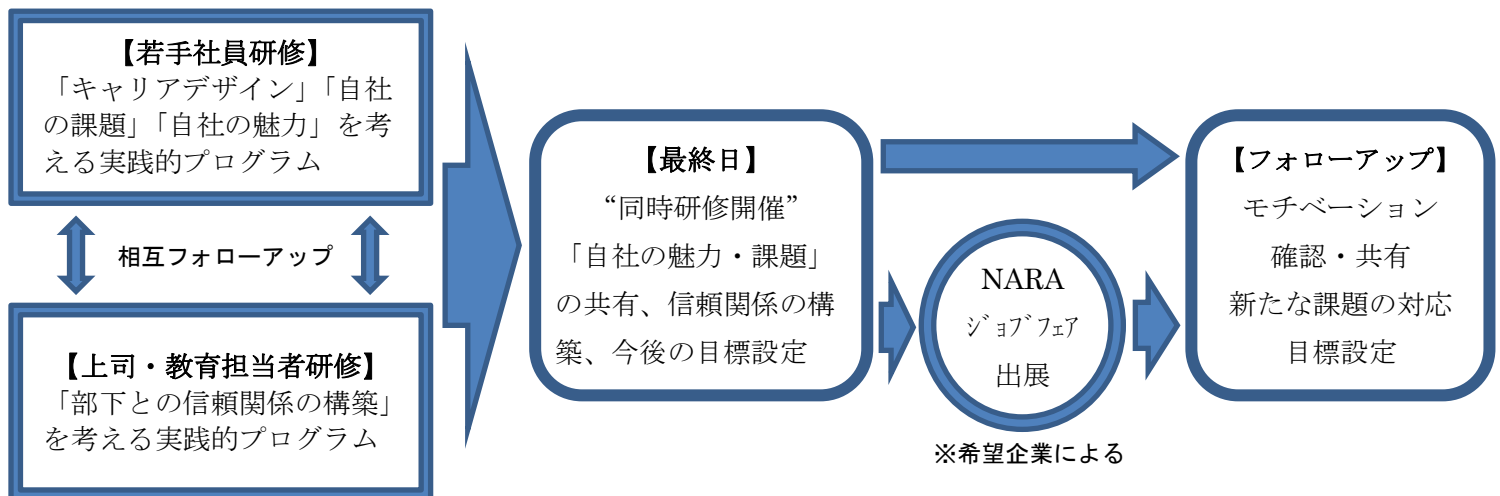 【若手社員研修】
「キャリアデザイン」「自社
の課題」「自社の魅力」を考
える実践的プログラム
相互フォローアップ
【上司・教育担当者研修】
「部下との信頼関係の構築」
を考える実践的プログラム
【最終日】
“同時研修開催”
「自社の魅力・課題」
の共有、信頼関係の構
築、今後の目標設定
NARA
ｼﾞｮﾌﾞﾌｪｱ
出展
※希望企業による
【フォローアップ】
モチベーション
確認・共有
新たな課題の対応
目標設定